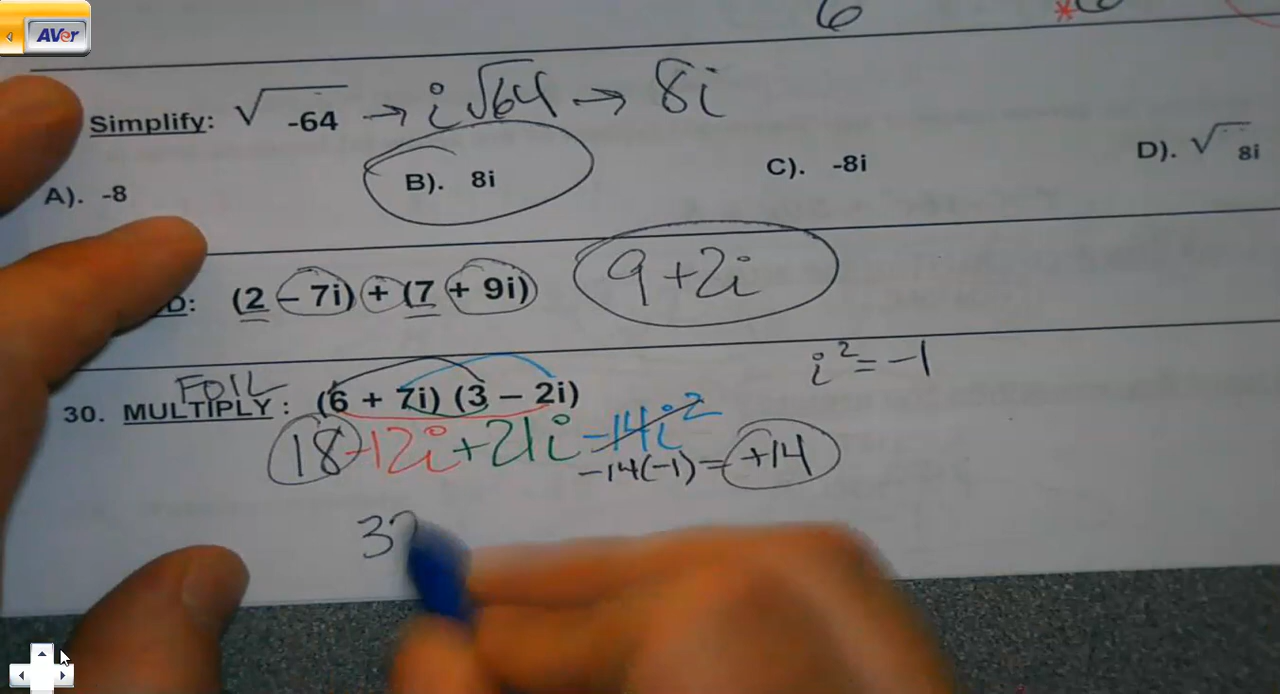 AVer
6
Simplify: √-64 → i√64 → 8i
A). -8 B). 8i C). -8i D). √8i
D: (2 – 7i) + (7 + 9i) 9+2i
i²=-1
FOIL
30. MULTIPLY: (6 + 7i) (3 – 2i)
18-12i+21i-14i²
-14(-1)=+14
32